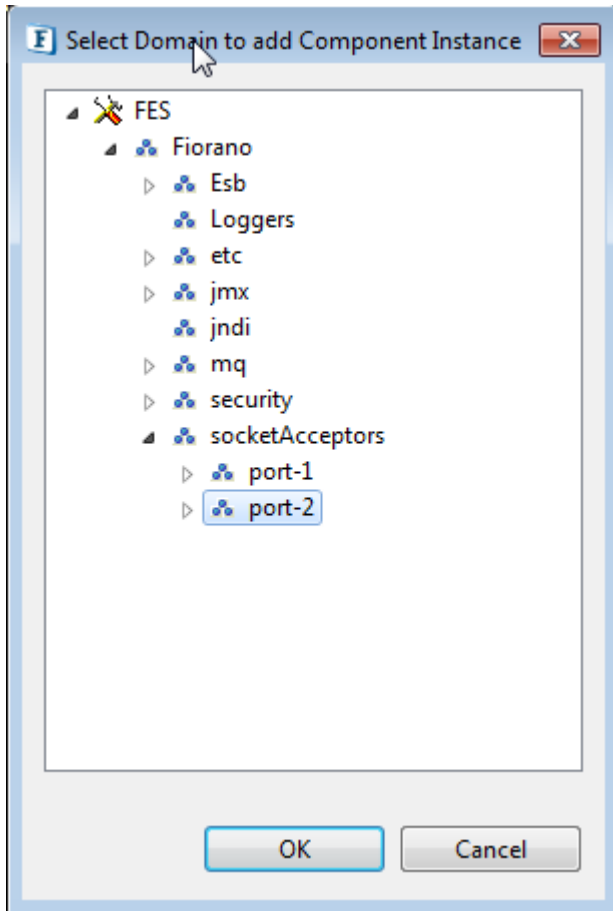 Select Domain to add Component Instance
FES
Fiorano
Esb
Loggers
etc
jmx
jndi
mq
security
socketAcceptors
port-1
port-2
OK Cancel